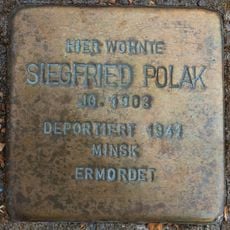 HIER WOHNTE
SIEGFRIED POLAK
JG. 1903
DEPORTIERT 1941
MINSK
ERMORDET